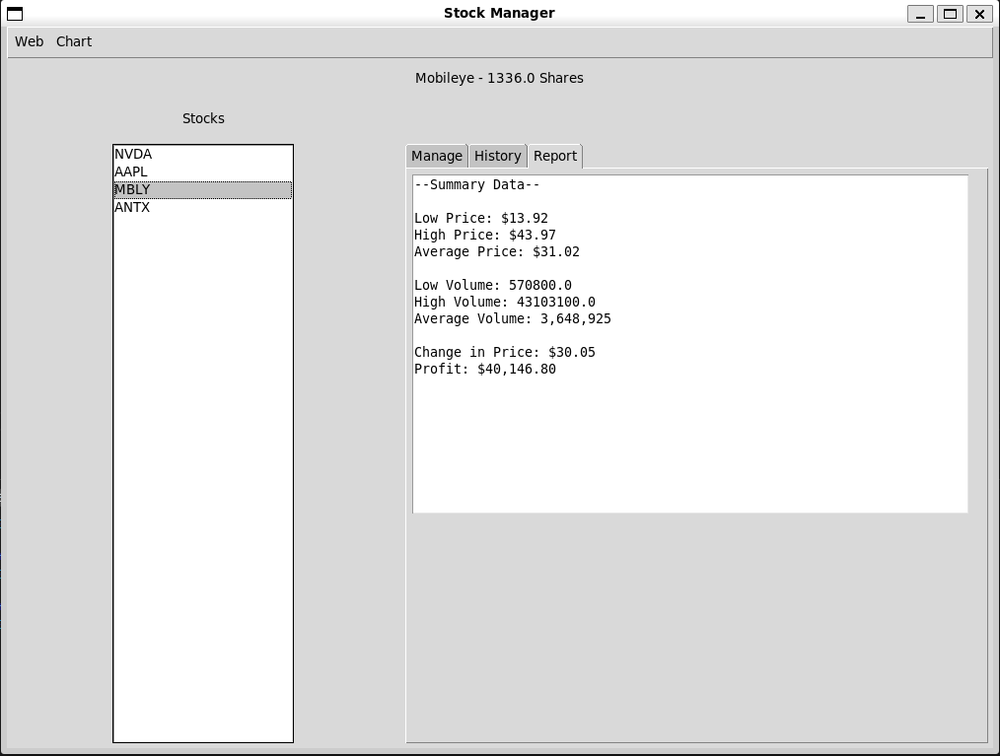 Stock Manager
Web Chart
Mobileye - 1336.0 Shares
Stocks
NVDA
AAPL
MBLY
ANTX
Manage History Report
--Summary Data--
Low Price: $13.92
High Price: $43.97
Average Price: $31.02
Low Volume: 570800.0
High Volume: 43103100.0
Average Volume: 3,648,925
Change in Price: $30.05
Profit: $40,146.80